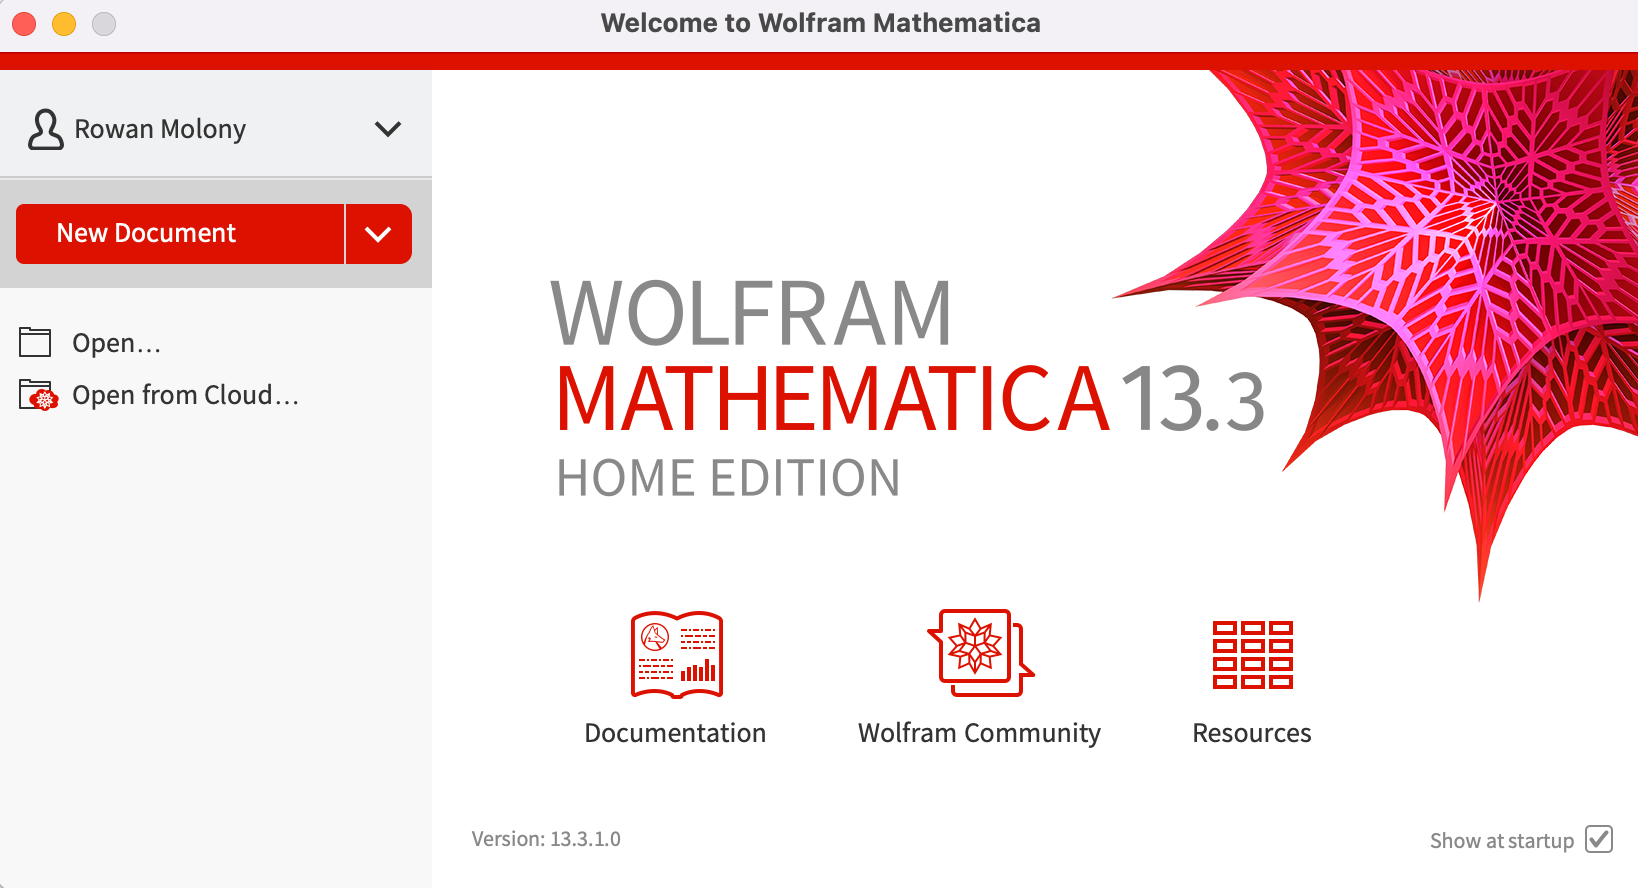 Welcome to Wolfram Mathematica
Rowan Molony
New Document
Open...
Open from Cloud...
WOLFRAM
MATHEMATICA 13.3
HOME EDITION
Documentation
Wolfram Community
Resources
Version: 13.3.1.0
Show at startup